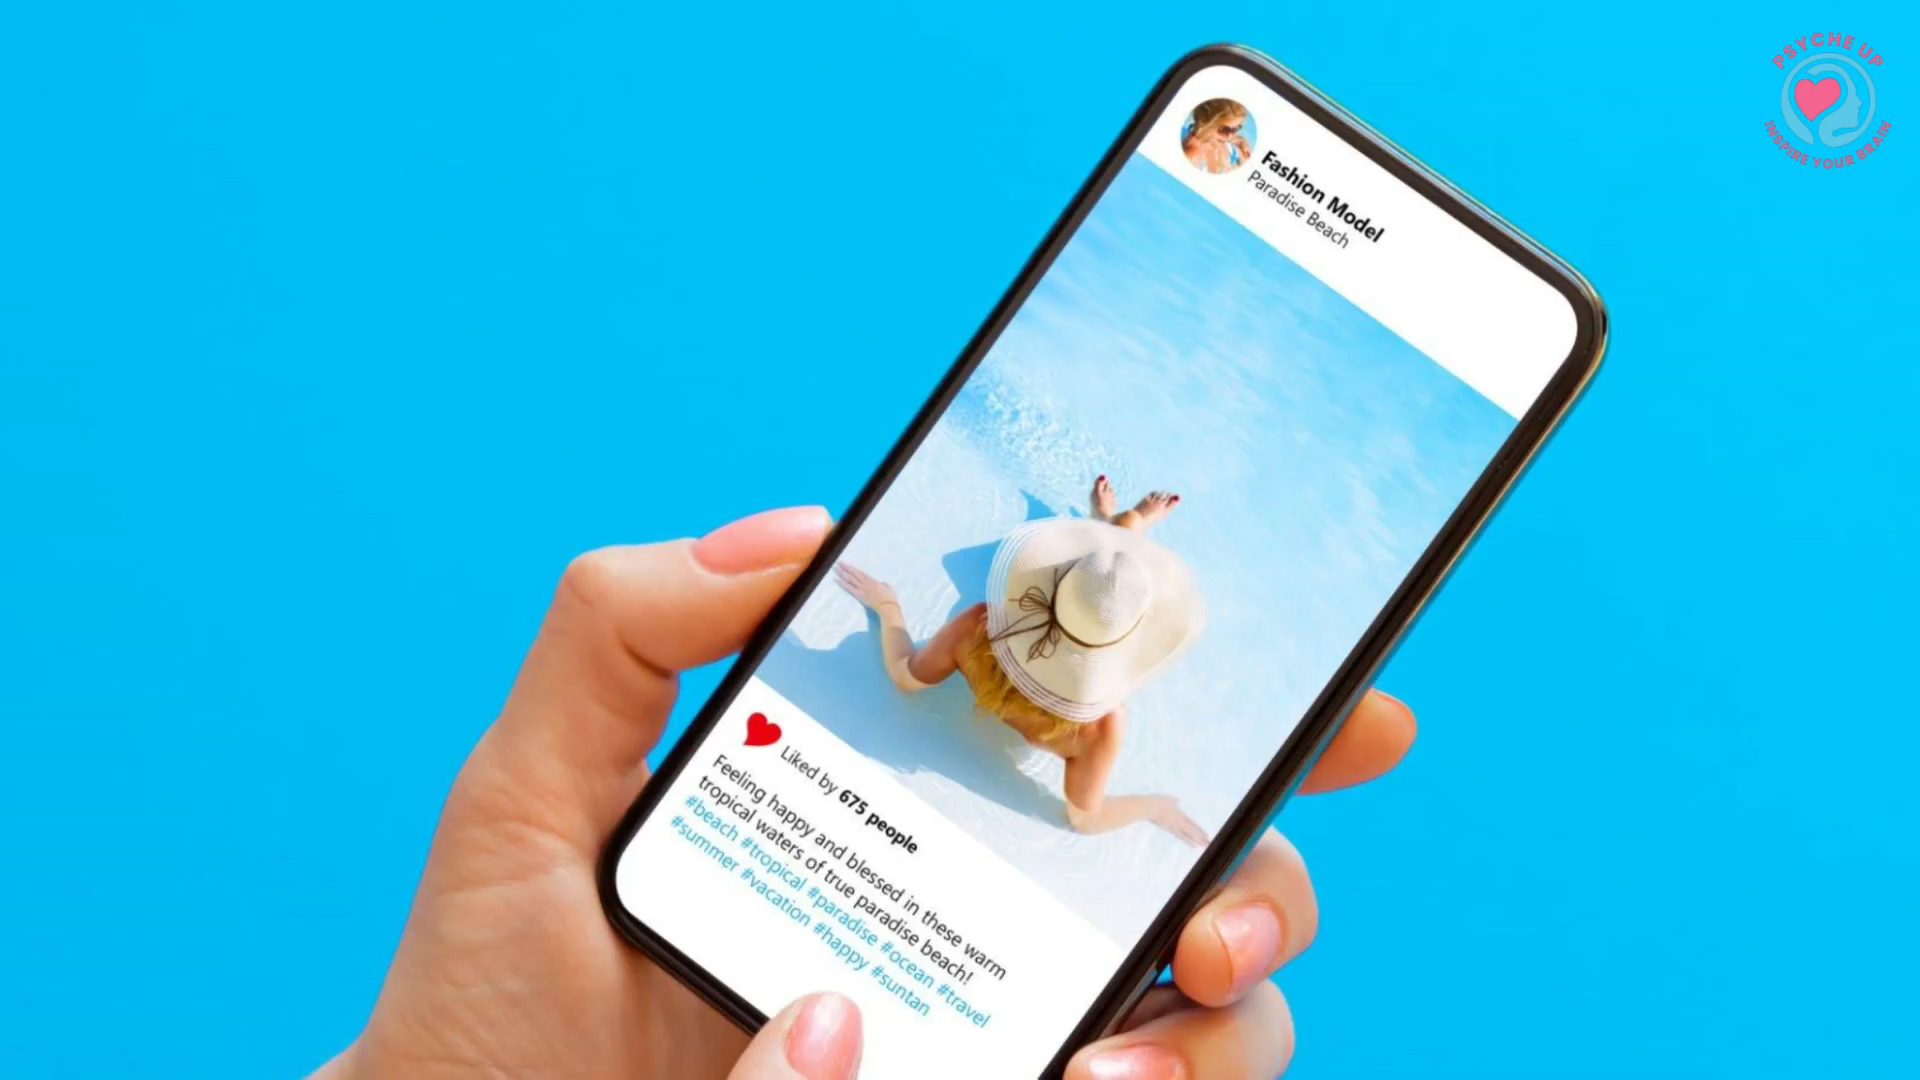 PSYCHE UP
INSPIRE YOUR BRAIN
Fashion Model
Paradise Beach
Liked by 675 people
Feeling happy and blessed in these warm
tropical waters of true paradise beach!
#beach #tropical #paradise #ocean #travel
#summer #vacation #happy #suntan